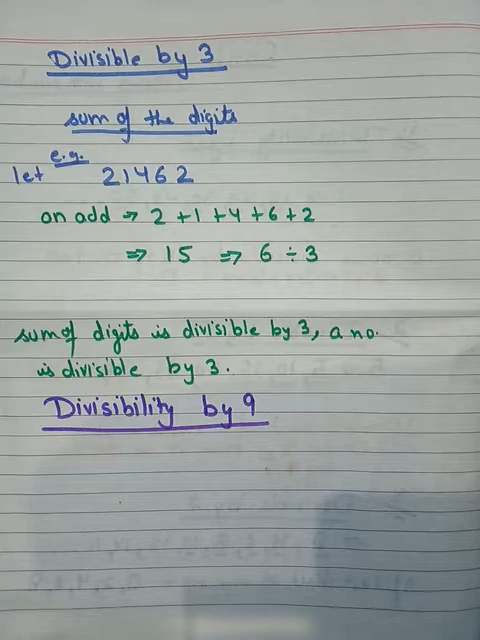 Divisible by 3
sum of the digits
let e.g. 21462
on add → 2 + 1 + 4 + 6 + 2
⇒ 15 ⇒ 6 ÷ 3
sum of digits is divisible by 3, a no.
is divisible by 3.
Divisibility by 9